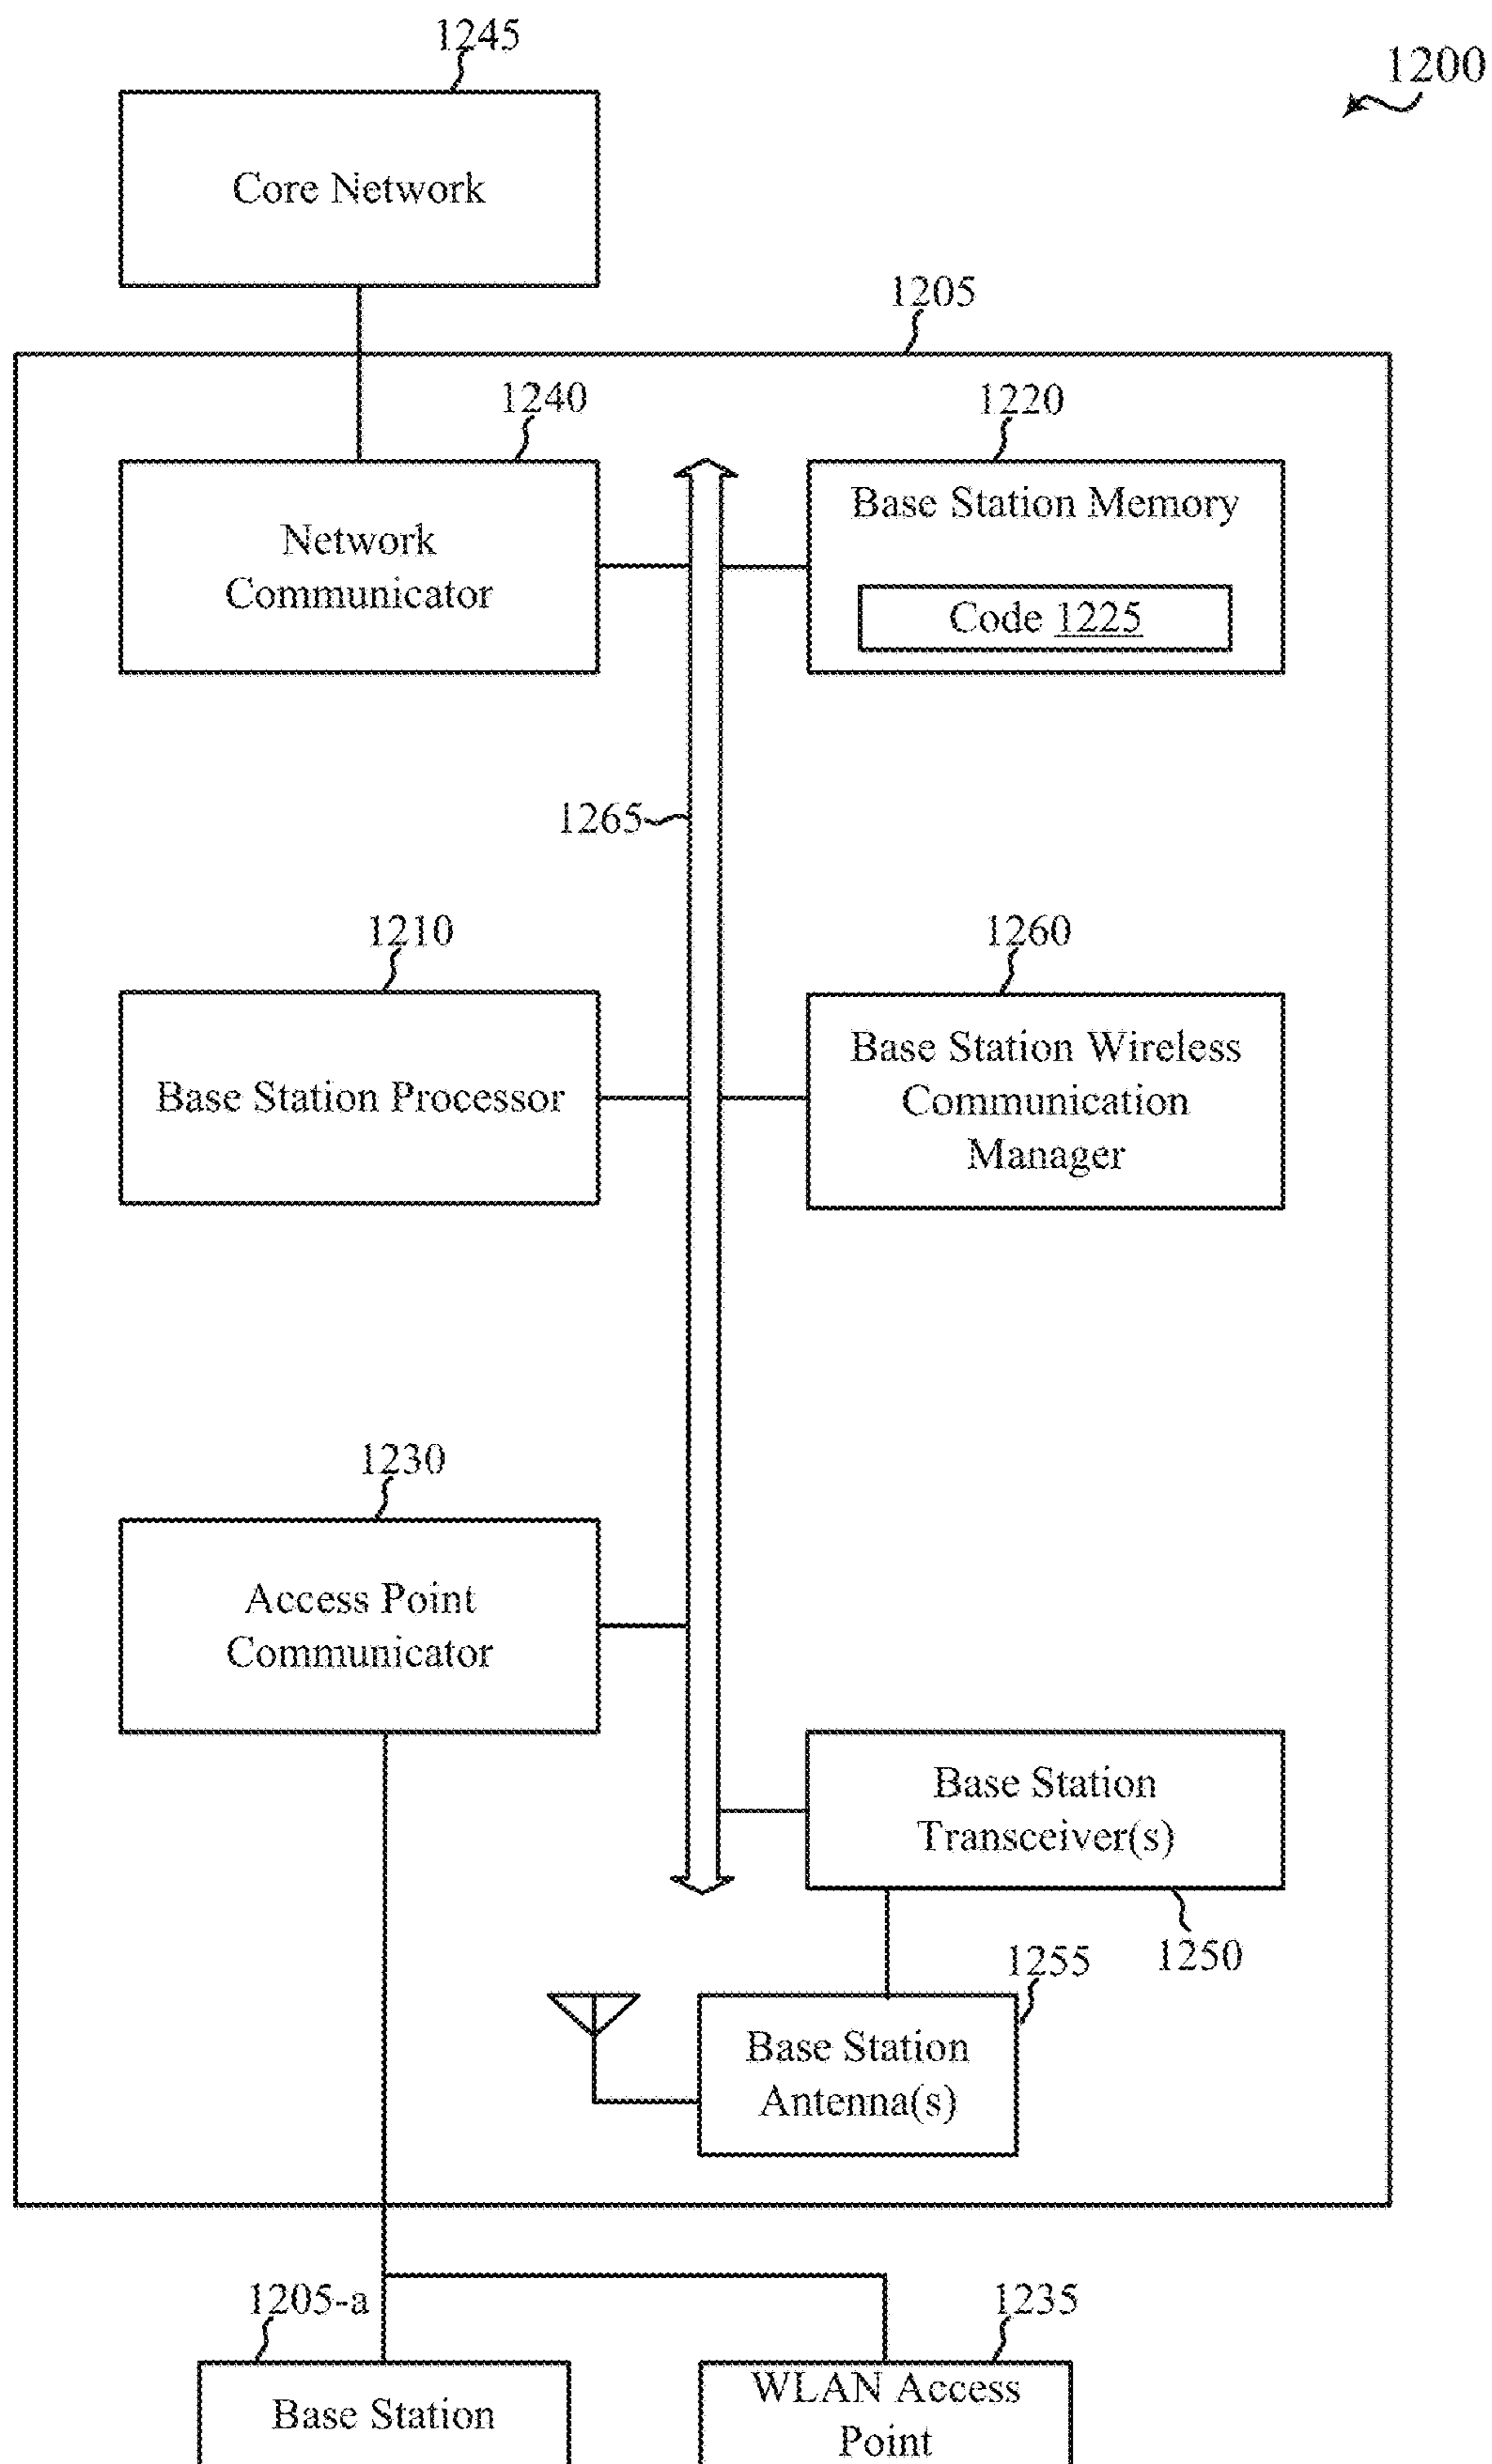 1245
1200
Core Network
1205
1240
1220
Network
Communicator
Base Station Memory
Code 1225
1265
1210
1260
Base Station Processor
Base Station Wireless
Communication
Manager
1230
Access Point
Communicator
Base Station
Transceiver(s)
1250
1255
Base Station
Antenna(s)
1205-a
1235
Base Station
WLAN Access
Point